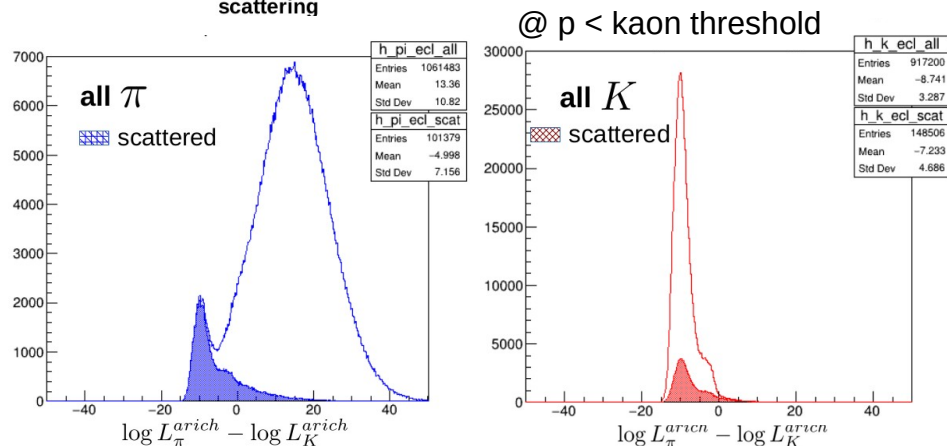 scattering
@ p < kaon threshold
h_pi_ecl_all
Entries 1061483
Mean 13.36
Std Dev 10.82
h_pi_ecl_scat
Entries 101379
Mean −4.998
Std Dev 7.156
all π
scattered
7000
6000
5000
4000
3000
2000
1000
0
−40 −20 0 20 40
log L_π^{arich} − log L_K^{arich}
h_k_ecl_all
Entries 917200
Mean −8.741
Std Dev 3.287
h_k_ecl_scat
Entries 148506
Mean −7.233
Std Dev 4.686
all K
scattered
30000
25000
20000
15000
10000
5000
0
−40 −20 0 20 40
log L_π^{arich} − log L_K^{arich}